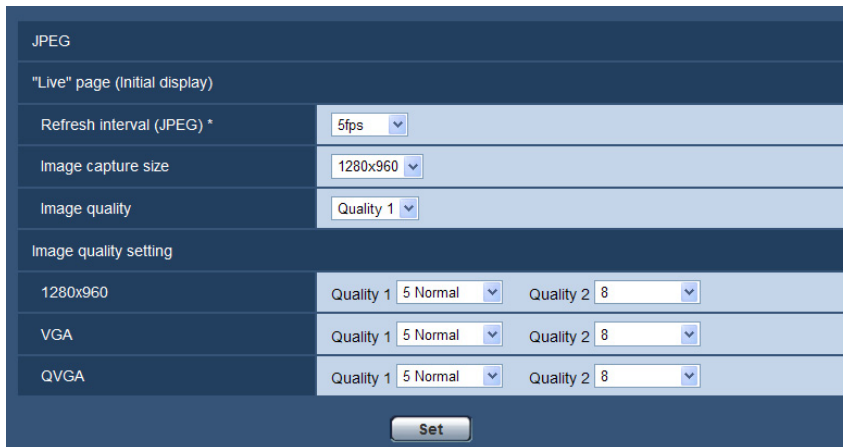 JPEG
"Live" page (Initial display)
Refresh interval (JPEG) * 5fps
Image capture size 1280x960
Image quality Quality 1
Image quality setting
1280x960 Quality 1 5 Normal Quality 2 8
VGA Quality 1 5 Normal Quality 2 8
QVGA Quality 1 5 Normal Quality 2 8
Set